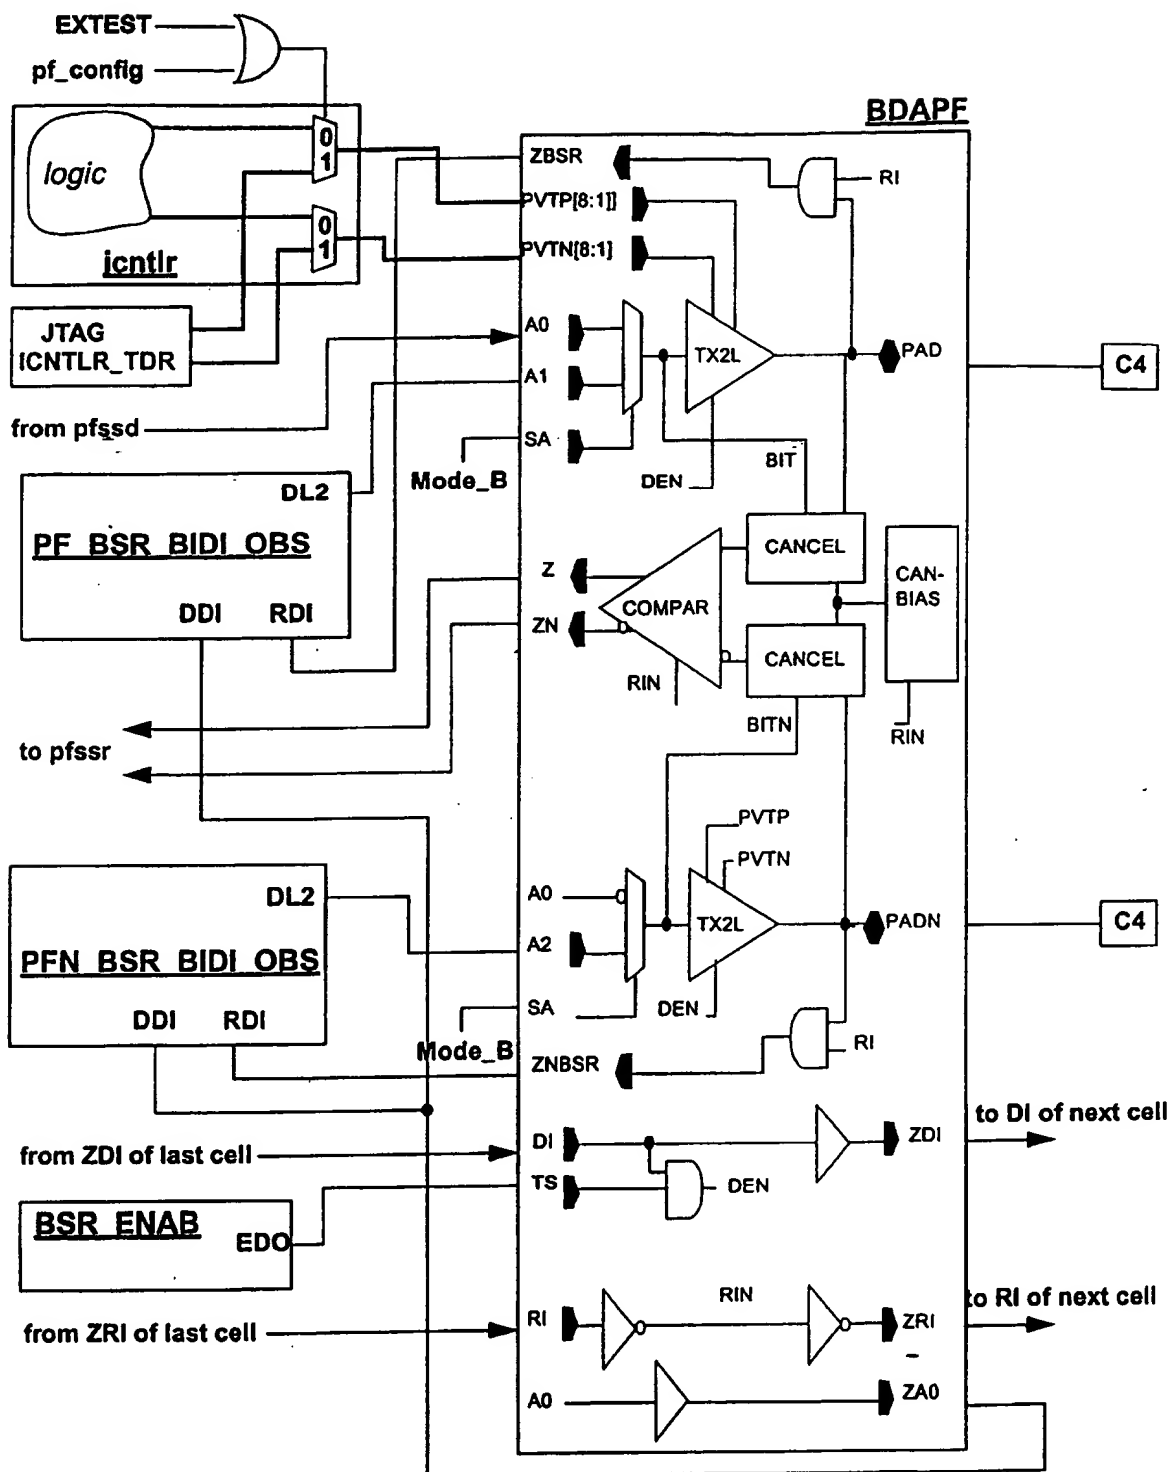 EXTEST
pf_config
BDAPF
0
1
logic
0
1
icntlr
ZBSR
RI
PVTP[8:1]]
PVTN[8:1]
JTAG
ICNTLR_TDR
A0
TX2L
PAD
C4
A1
from pfssd
SA
BIT
Mode_B
DEN
DL2
PF_BSR_BIDI_OBS
CANCEL
CAN-
BIAS
Z
COMPAR
DDI
RDI
ZN
CANCEL
RIN
BITN
RIN
to pfssr
PVTP
PVTN
DL2
A0
TX2L
PADN
C4
A2
PFN_BSR_BIDI_OBS
SA
DEN
DDI
RDI
Mode_B
RI
ZNBSR
to DI of next cell
DI
ZDI
from ZDI of last cell
TS
DEN
BSR_ENAB
EDO
RIN
to RI of next cell
RI
ZRI
from ZRI of last cell
A0
ZA0